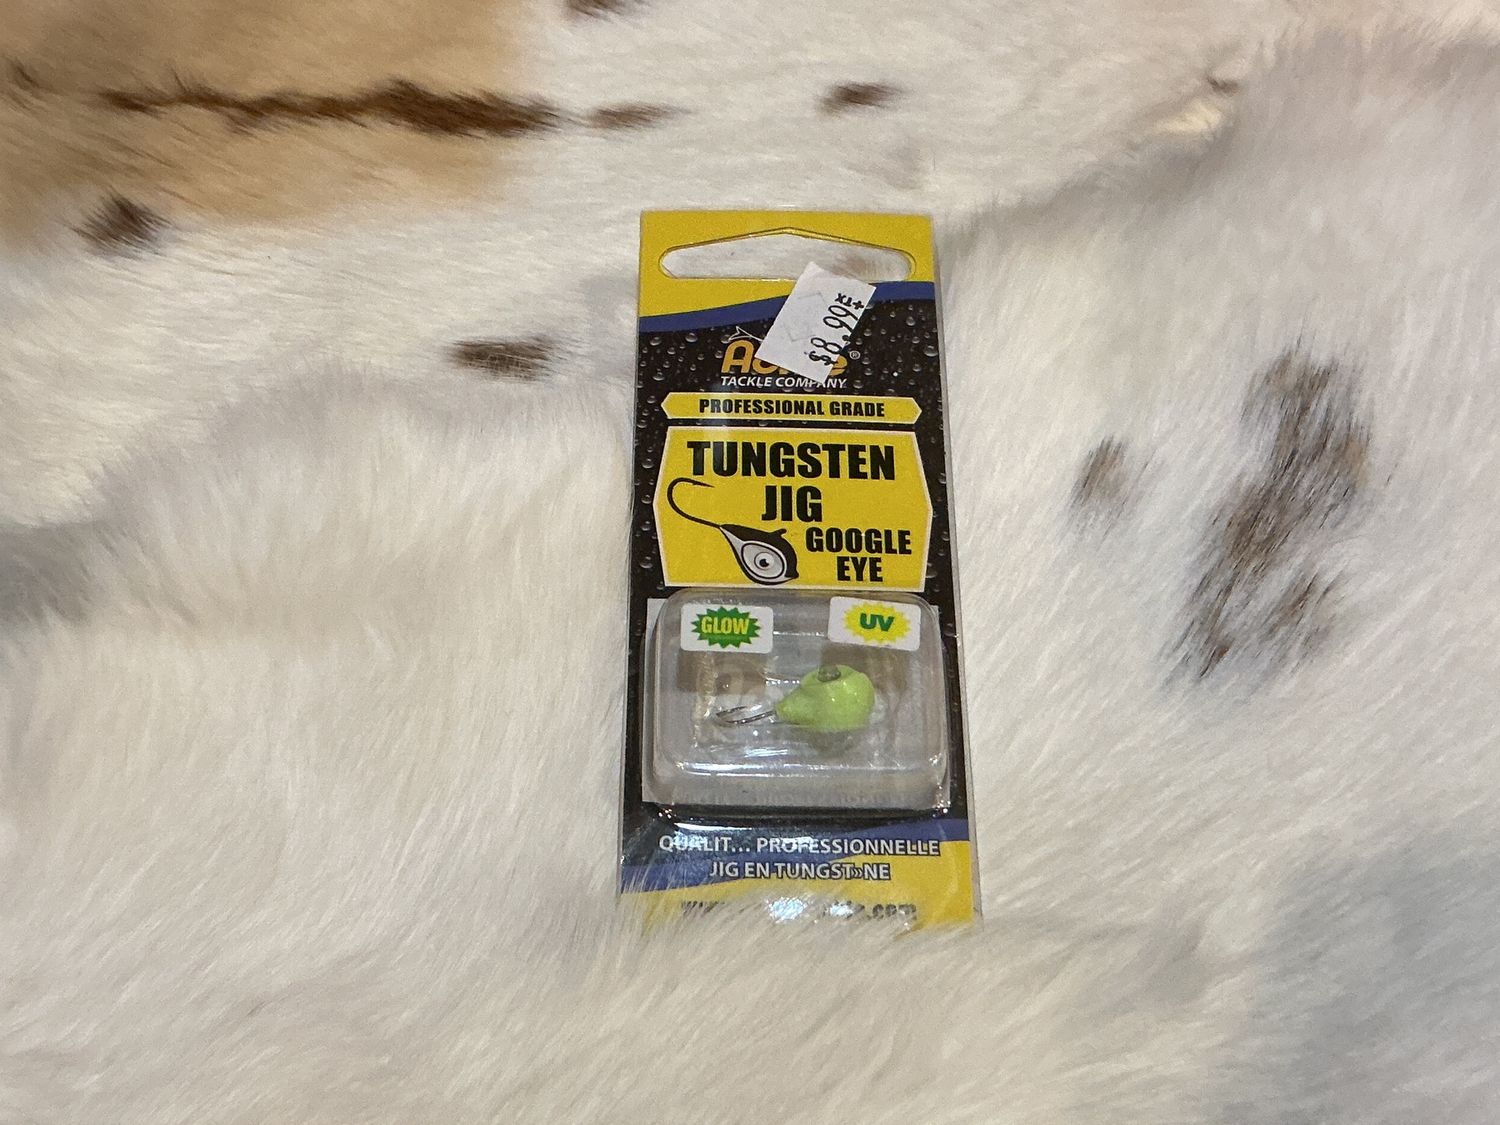 $8.99+
TX
TACKLE COMPANY
PROFESSIONAL GRADE
TUNGSTEN
JIG
GOOGLE
EYE
GLOW
UV
QUALIT... PROFESSIONNELLE
JIG EN TUNGST»NE